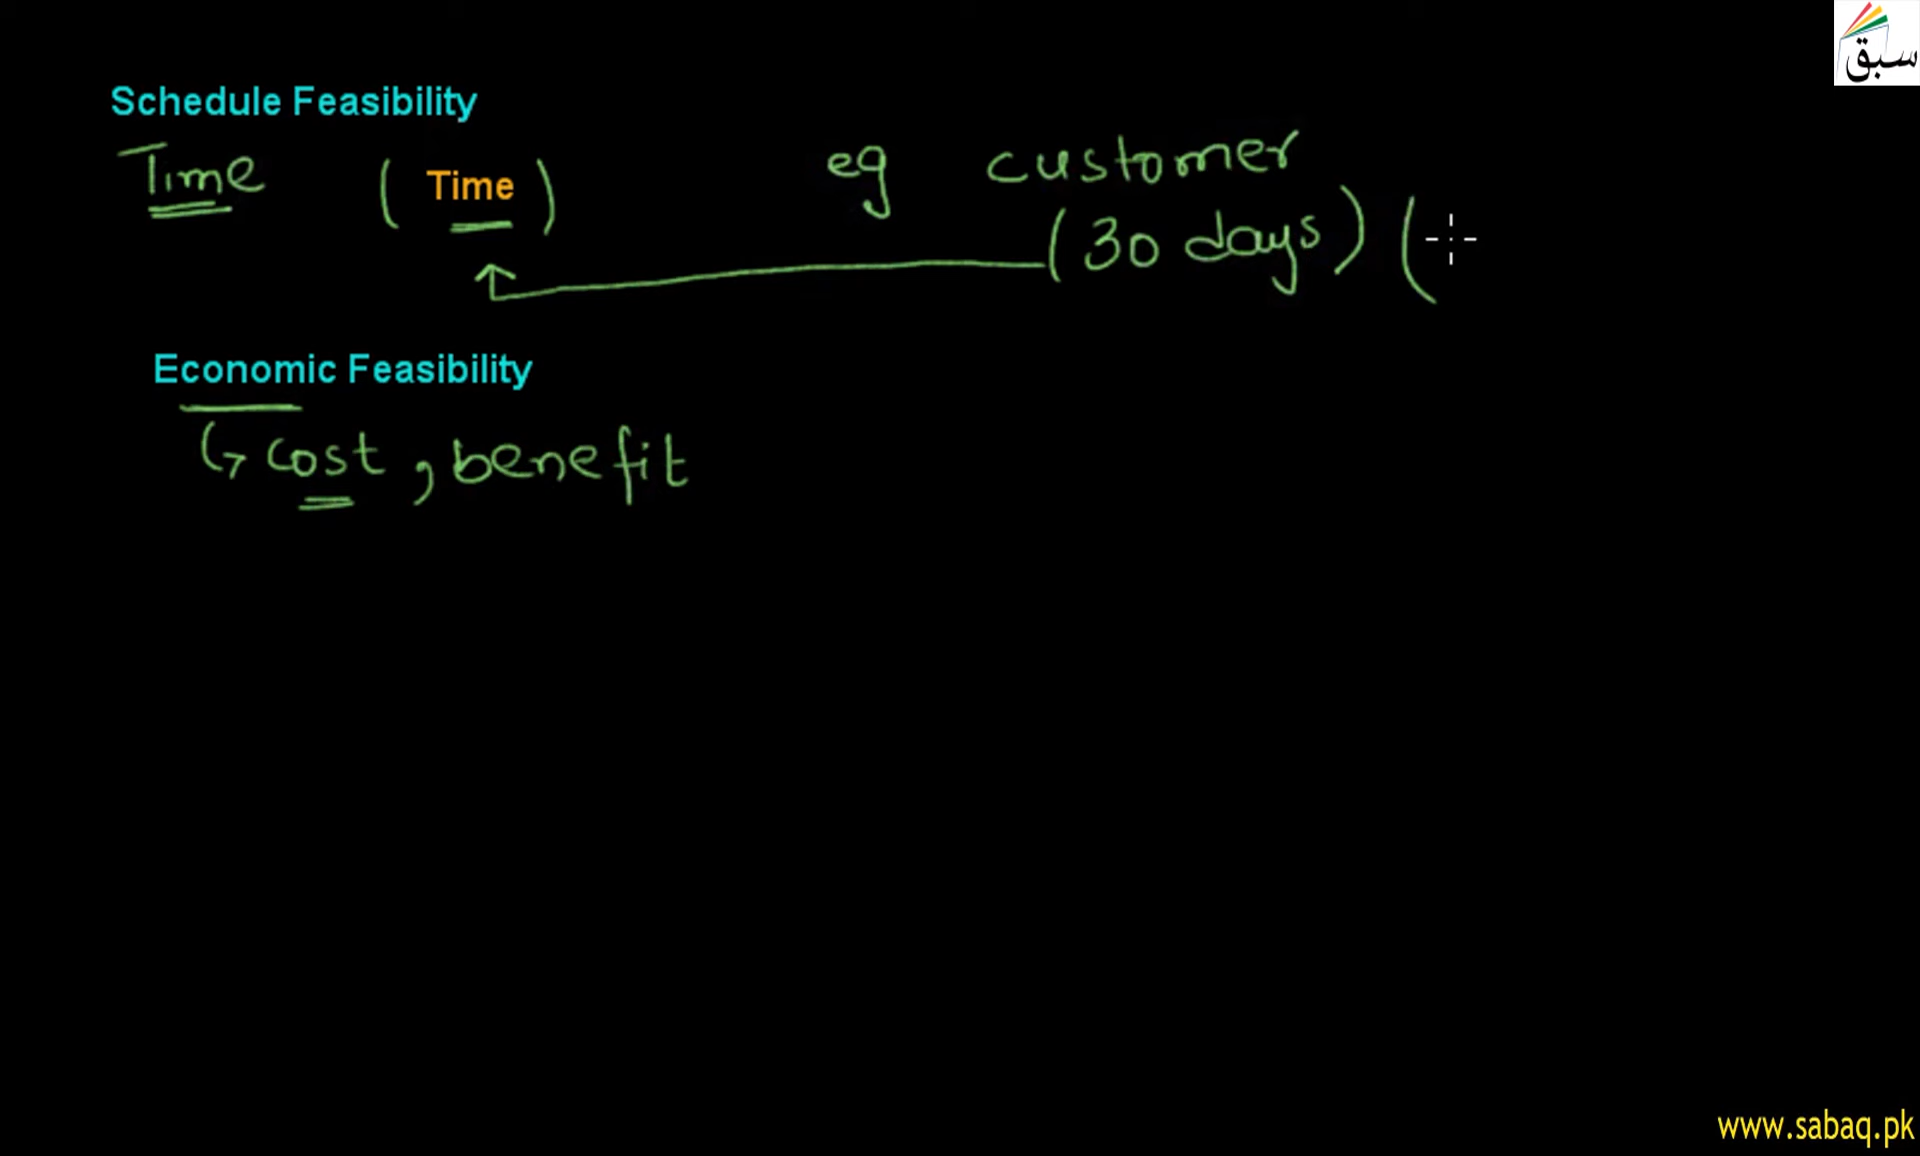 سبق
Schedule Feasibility
Time ( Time ) eg customer
(30 days) (
Economic Feasibility
cost, benefit
www.sabaq.pk